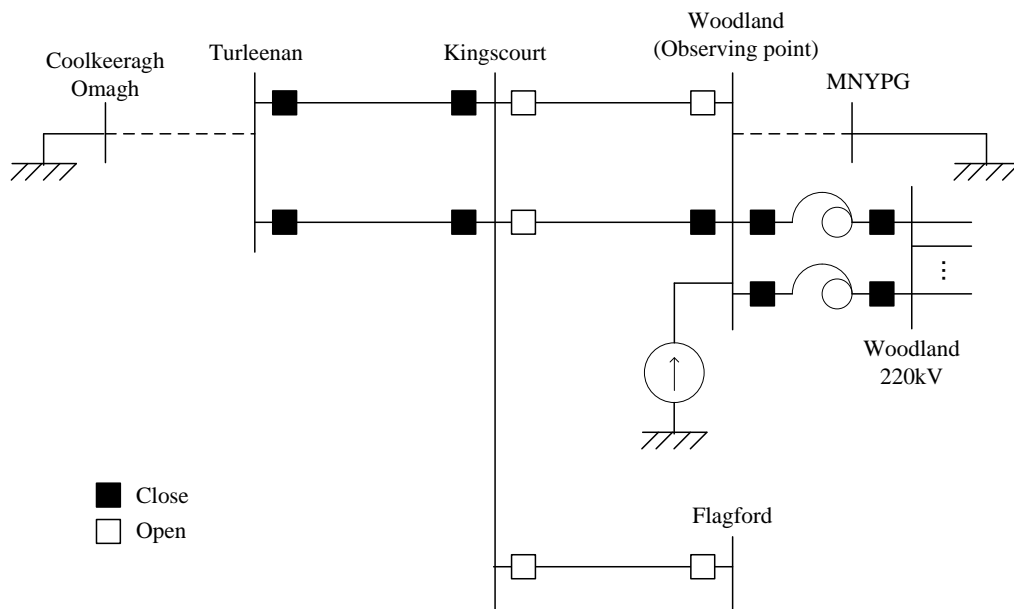 Woodland
(Observing point)
Turleenan
Kingscourt
Coolkeeragh
Omagh
MNYPG
Woodland
220kV
Close
Open
Flagford